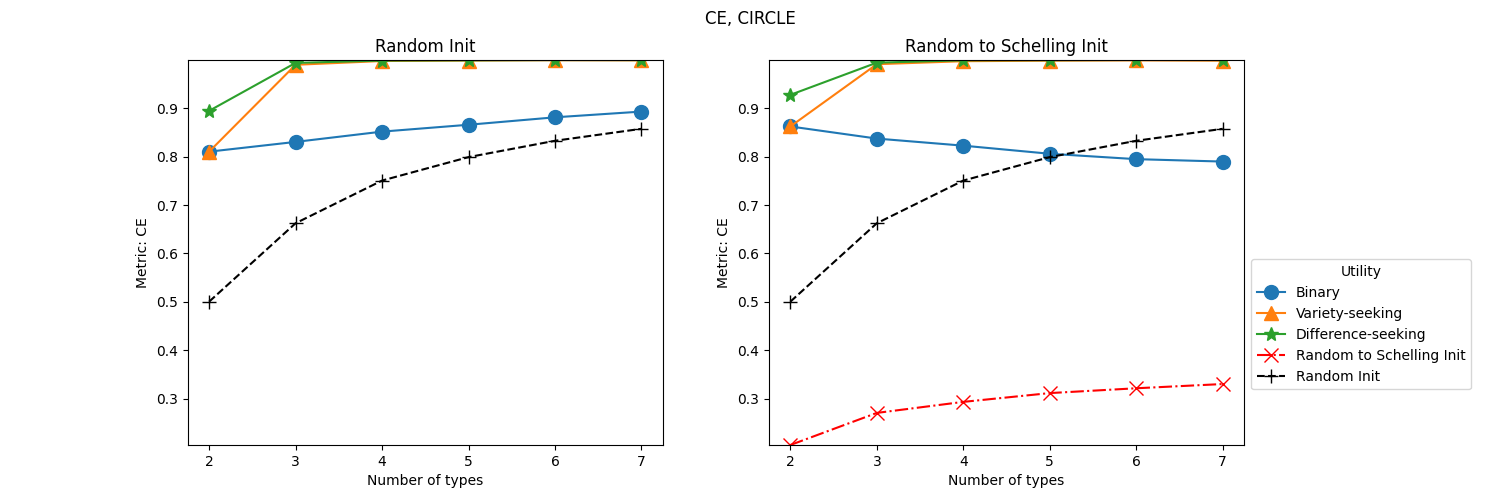 CE, CIRCLE
Random Init
Metric: CE
0.9
0.8
0.7
0.6
0.5
0.4
0.3
2 3 4 5 6 7
Number of types
Random to Schelling Init
Metric: CE
0.9
0.8
0.7
0.6
0.5
0.4
0.3
2 3 4 5 6 7
Number of types
Utility
Binary
Variety-seeking
Difference-seeking
Random to Schelling Init
Random Init